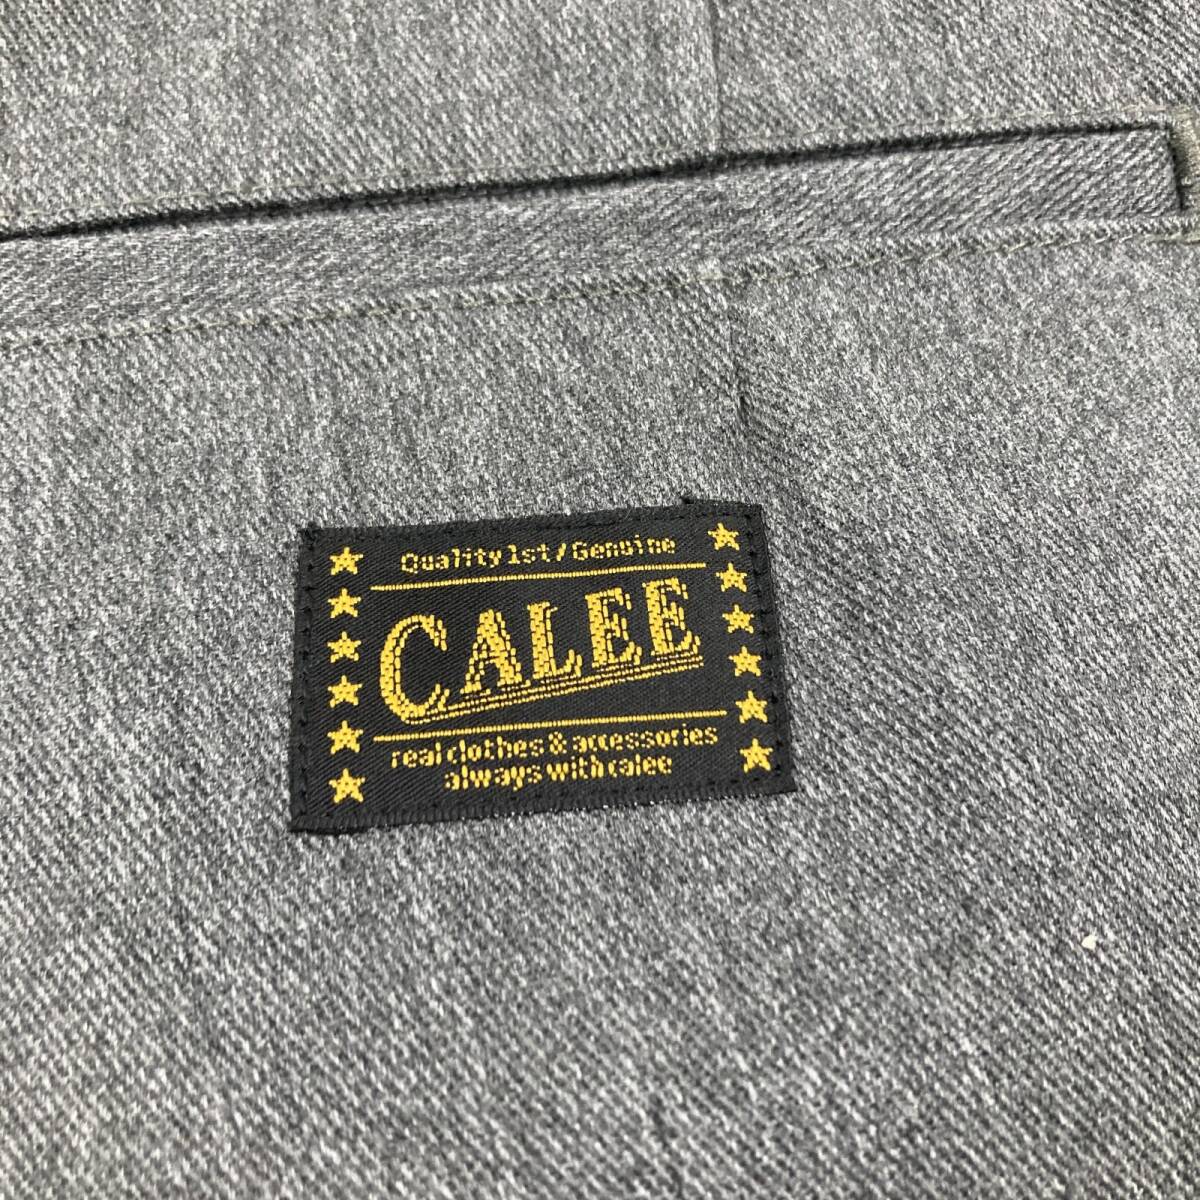 Quality 1st / Genuine
CALEE
real clothes & accessories
always with calee